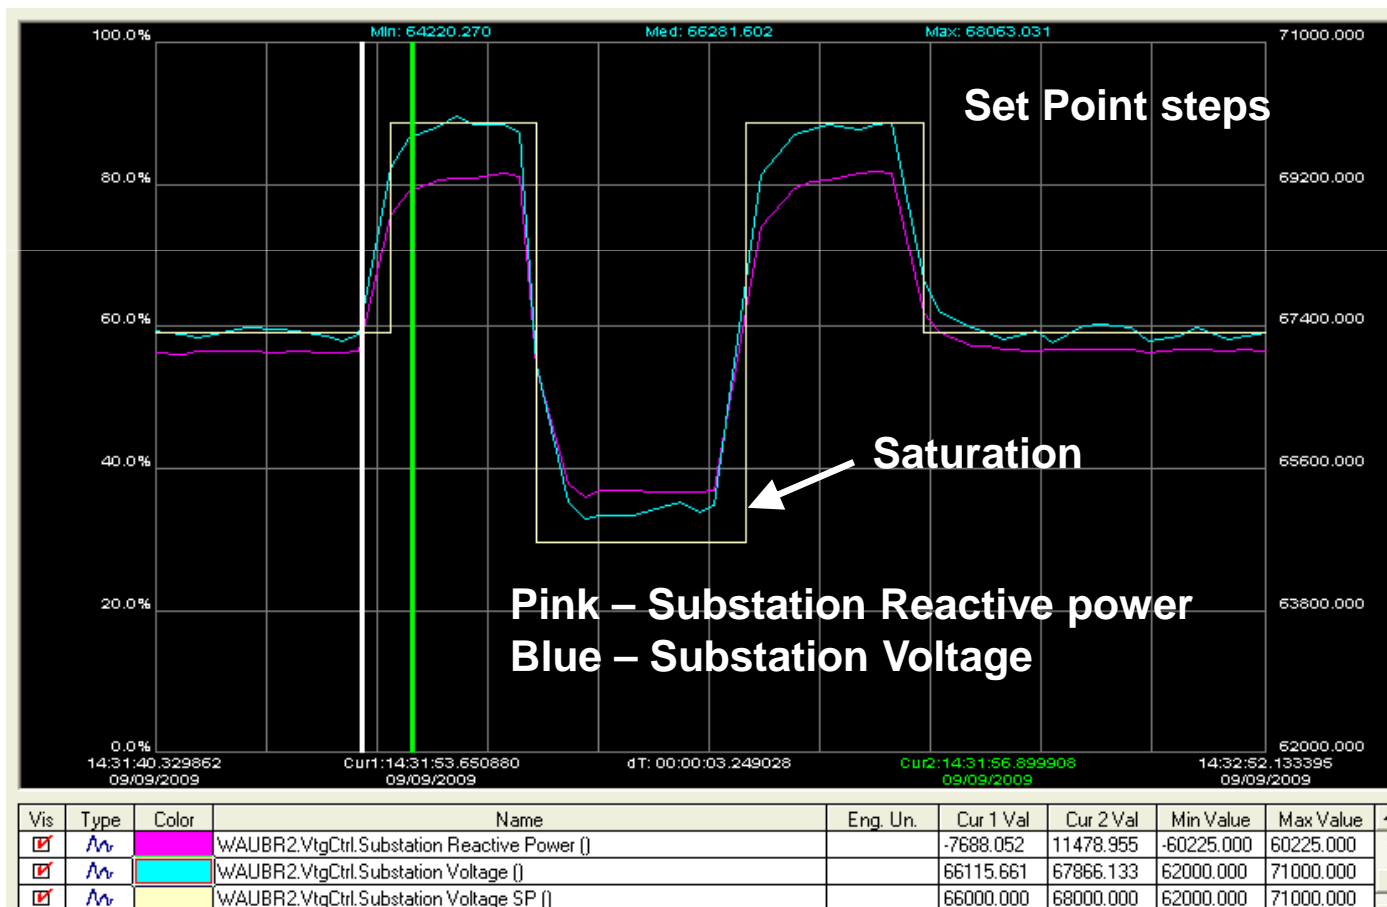 Min: 64220.270 Med: 66281.602 Max: 68063.031
100.0% 71000.000
Set Point steps
80.0% 69200.000
60.0% 67400.000
Saturation
40.0% 65600.000
Pink – Substation Reactive power
20.0% 63800.000
Blue – Substation Voltage
0.0% 62000.000
14:31:40.329862 Cur1:14:31:53.650880 dT: 00:00:03.249028 Cur2:14:31:56.899908 14:32:52.133395
09/09/2009 09/09/2009 09/09/2009 09/09/2009
Vis Type Color Name Eng. Un. Cur 1 Val Cur 2 Val Min Value Max Value
WAUBR2.VtgCtrl.Substation Reactive Power () -7688.052 11478.955 -60225.000 60225.000
WAUBR2.VtgCtrl.Substation Voltage () 66115.661 67866.133 62000.000 71000.000
WAUBR2.VtgCtrl.Substation Voltage SP () 66000.000 68000.000 62000.000 71000.000